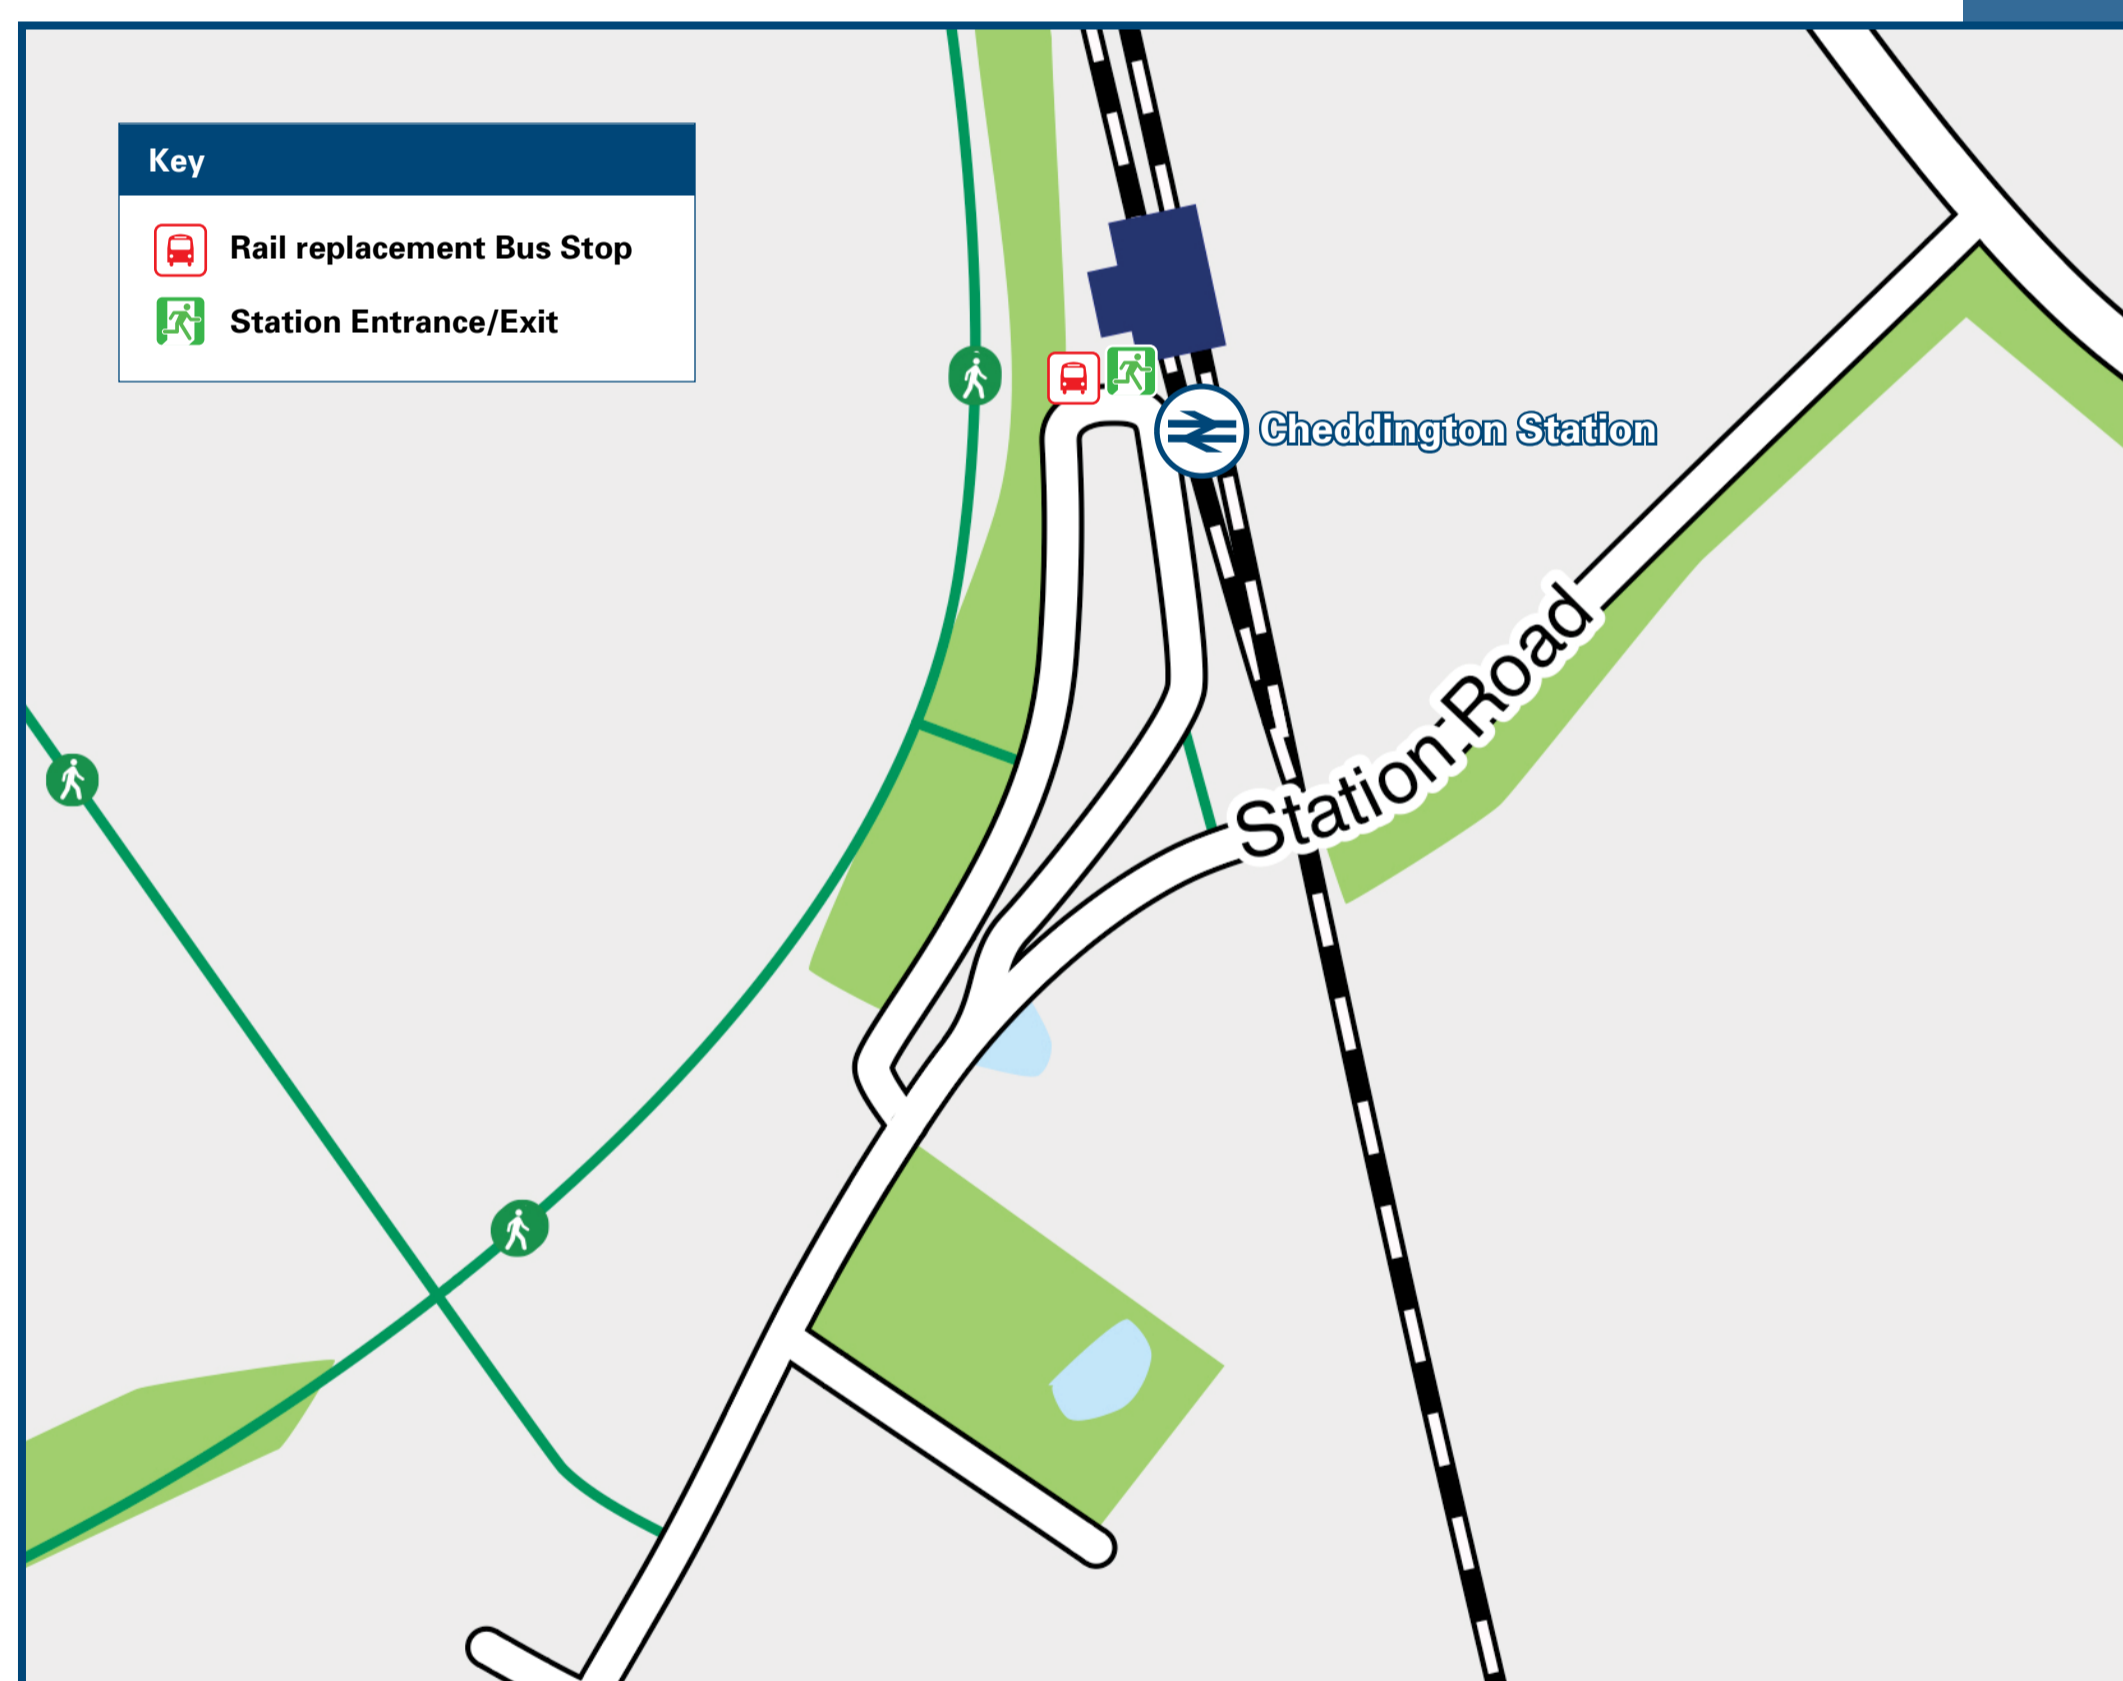 Key
Rail replacement Bus Stop
Station Entrance/Exit
Cheddington Station
Station Road